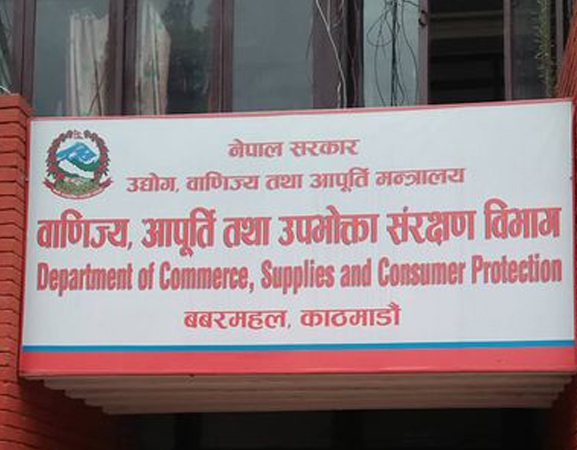 नेपाल सरकार
उद्योग, वाणिज्य तथा आपूर्ति मन्त्रालय
वाणिज्य, आपूर्ति तथा उपभोक्ता संरक्षण विभाग
Department of Commerce, Supplies and Consumer Protection
बबरमहल, काठमाडौं